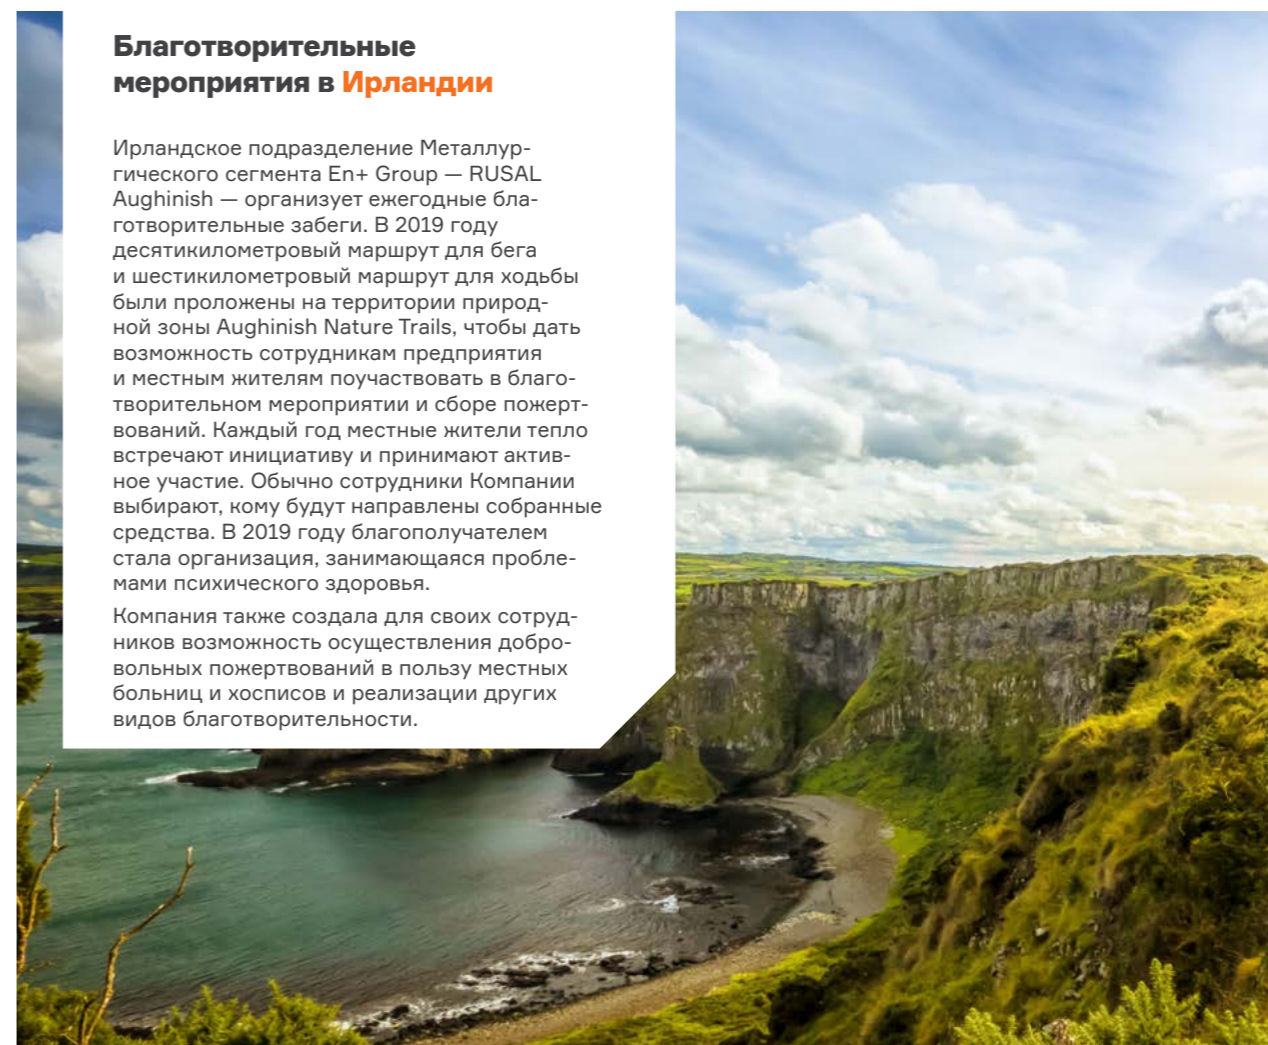 Благотворительные
мероприятия в Ирландии
Ирландское подразделение Металлур-
гического сегмента En+ Group — RUSAL
Aughinish — организует ежегодные бла-
готворительные забеги. В 2019 году
десятикилометровый маршрут для бега
и шестикилометровый маршрут для ходьбы
были проложены на территории природ-
ной зоны Aughinish Nature Trails, чтобы дать
возможность сотрудникам предприятия
и местным жителям поучаствовать в благо-
творительном мероприятии и сборе пожерт-
вований. Каждый год местные жители тепло
встречают инициативу и принимают актив-
ное участие. Обычно сотрудники Компании
выбирают, кому будут направлены собранные
средства. В 2019 году благополучателем
стала организация, занимающаяся пробле-
мами психического здоровья.
Компания также создала для своих сотруд-
ников возможность осуществления добро-
вольных пожертвований в пользу местных
больниц и хосписов и реализации других
видов благотворительности.